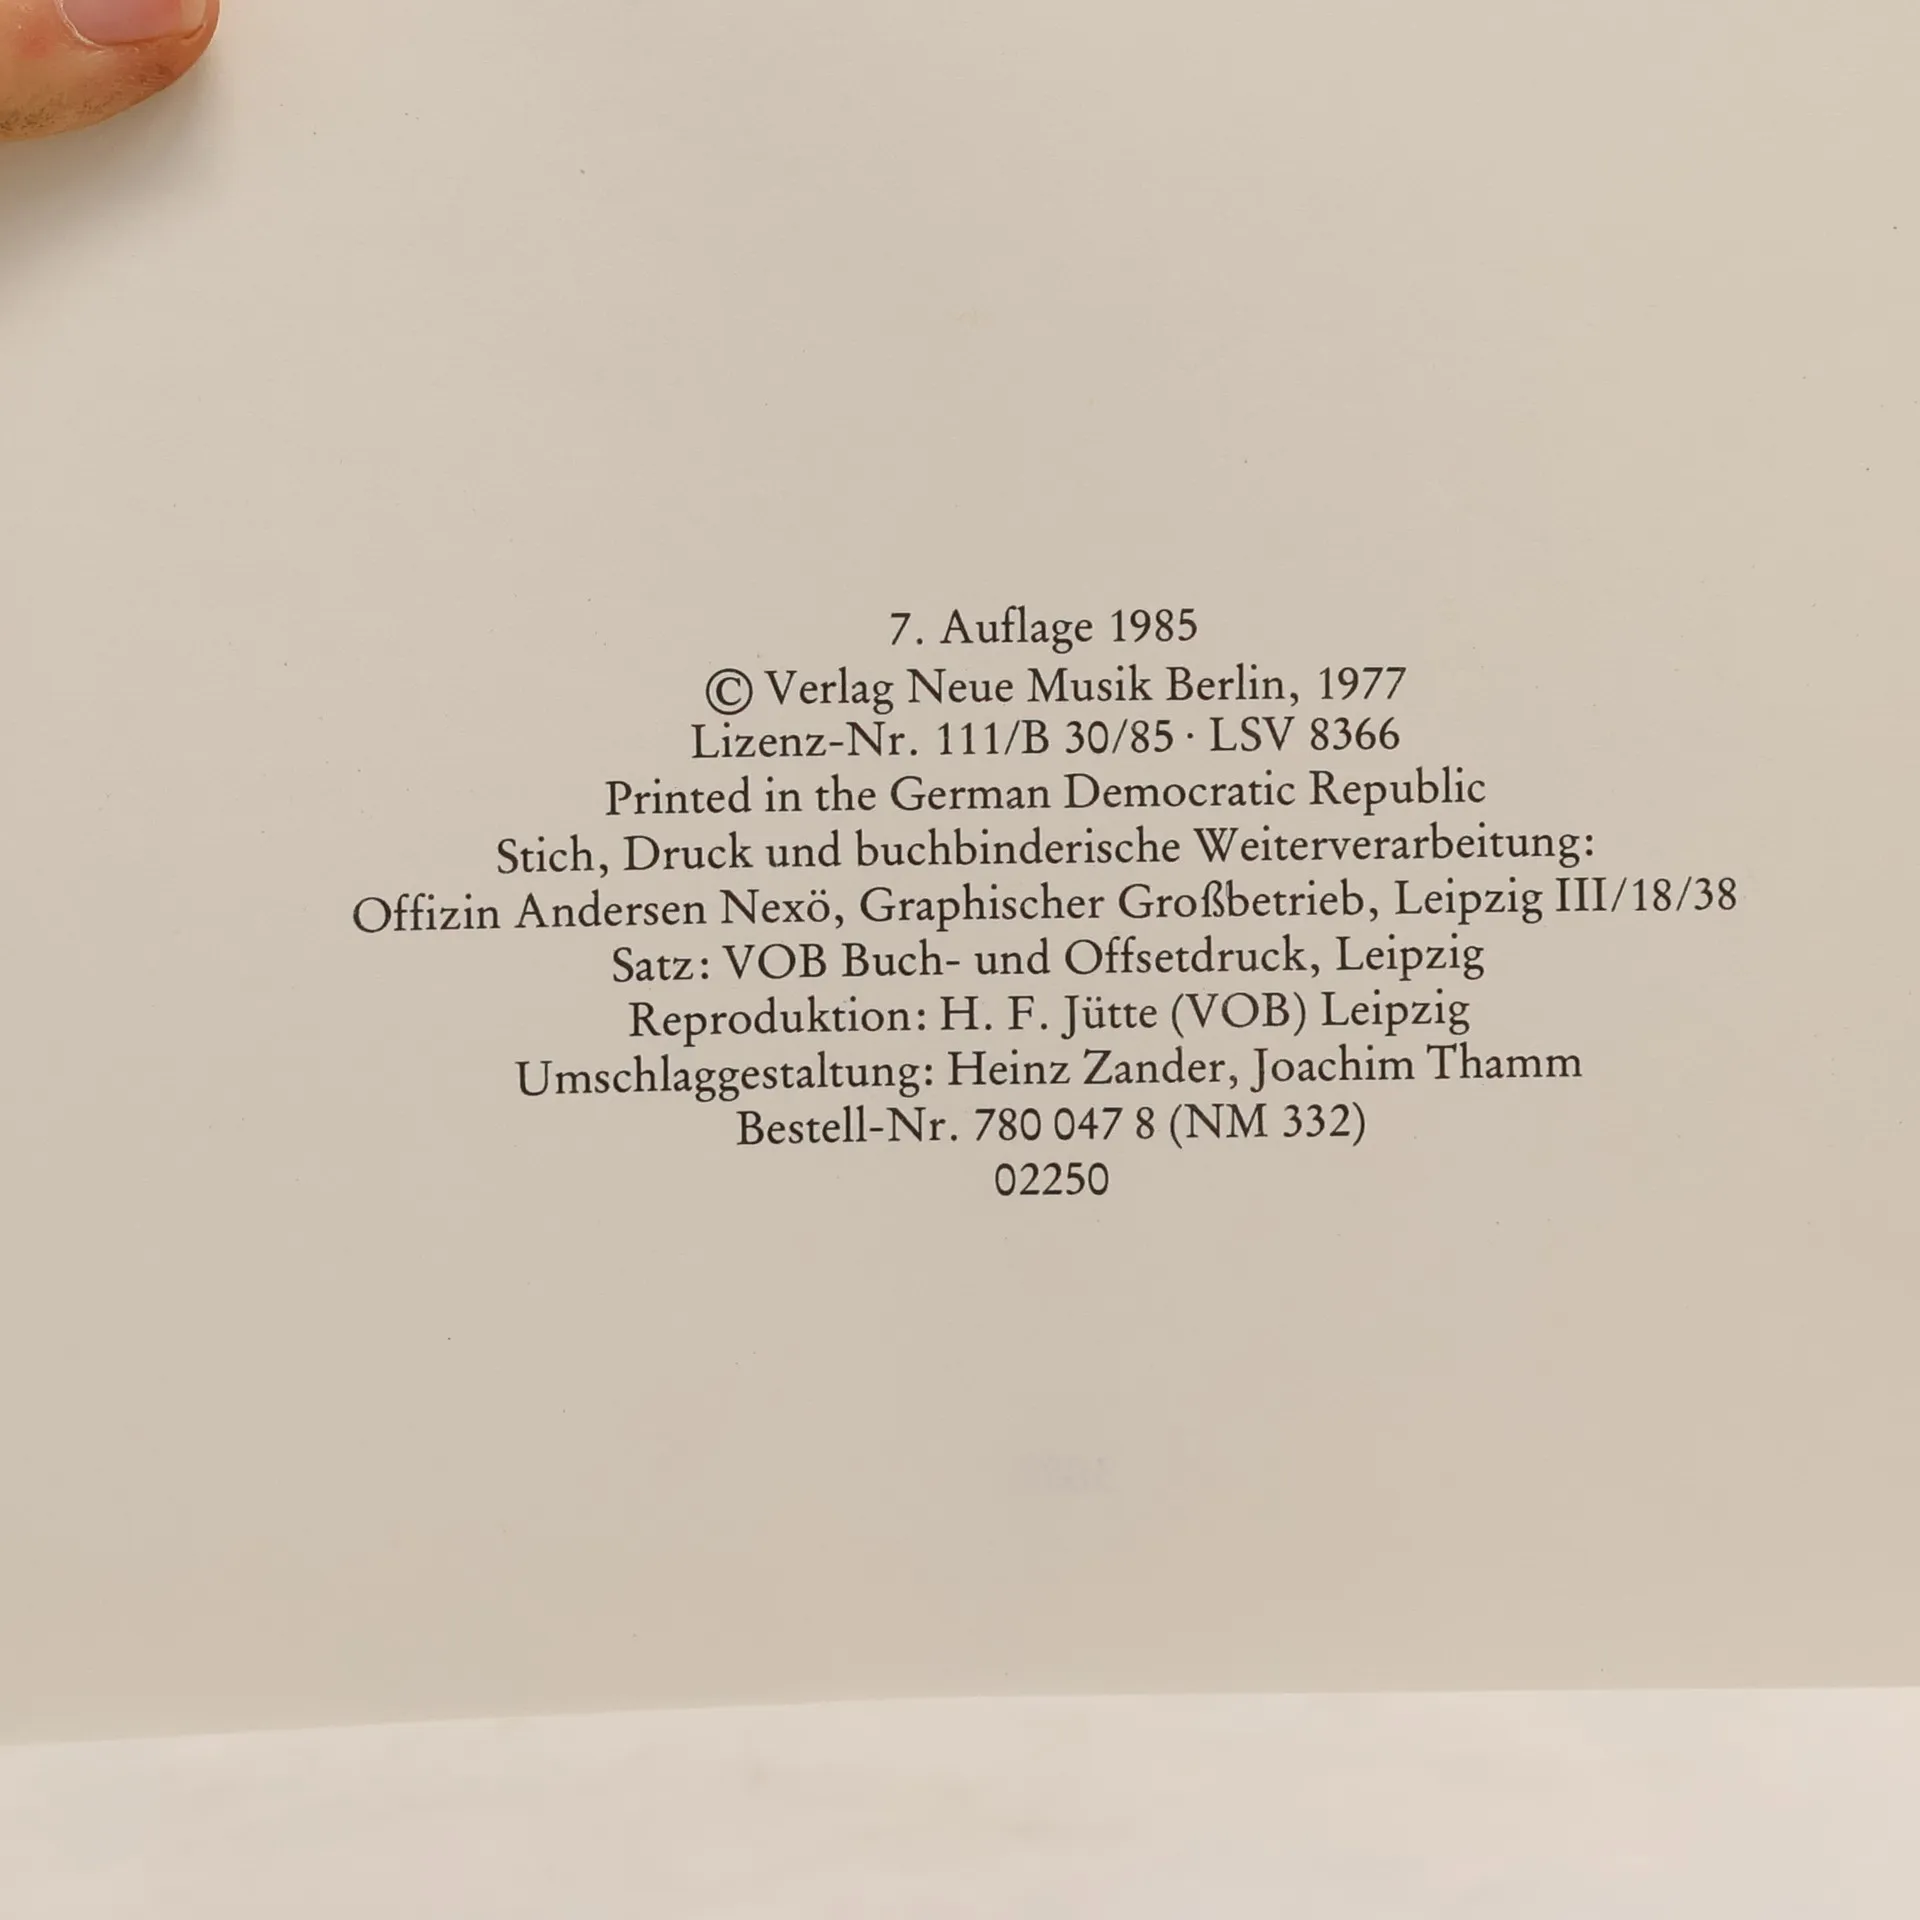 7. Auflage 1985
© Verlag Neue Musik Berlin, 1977
Lizenz-Nr. 111/B 30/85 · LSV 8366
Printed in the German Democratic Republic
Stich, Druck und buchbinderische Weiterverarbeitung:
Offizin Andersen Nexö, Graphischer Großbetrieb, Leipzig III/18/38
Satz: VOB Buch- und Offsetdruck, Leipzig
Reproduktion: H. F. Jütte (VOB) Leipzig
Umschlaggestaltung: Heinz Zander, Joachim Thamm
Bestell-Nr. 780 047 8 (NM 332)
02250